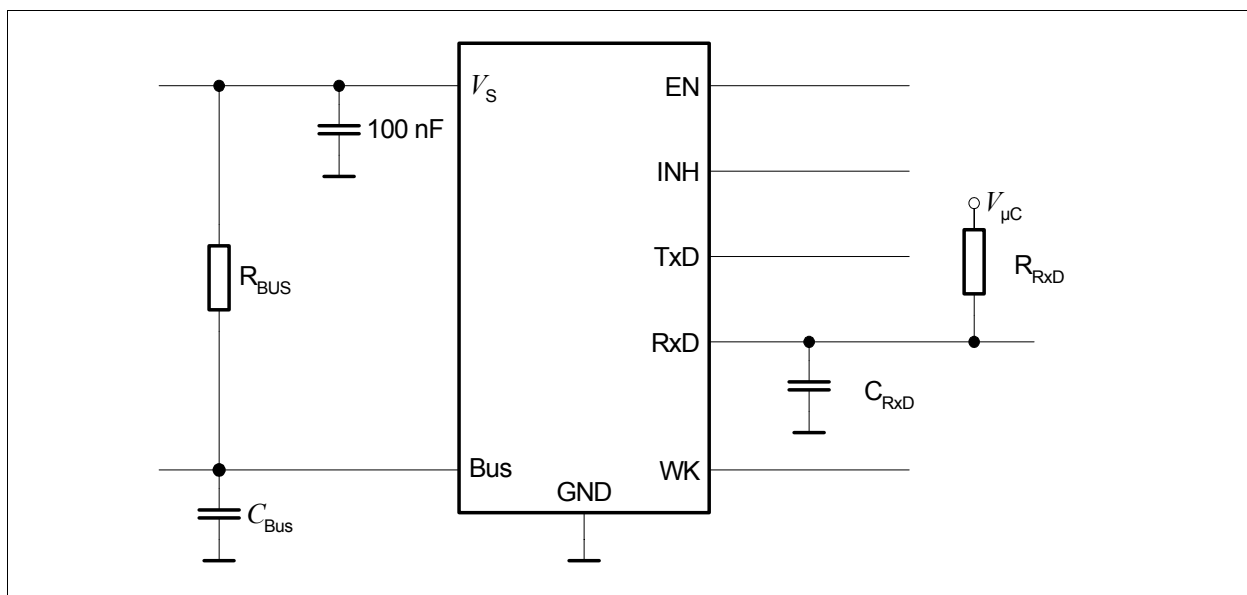 V_S
EN
100 nF
INH
V_µC
TxD
R_RxD
R_BUS
RxD
C_RxD
Bus
WK
GND
C_Bus